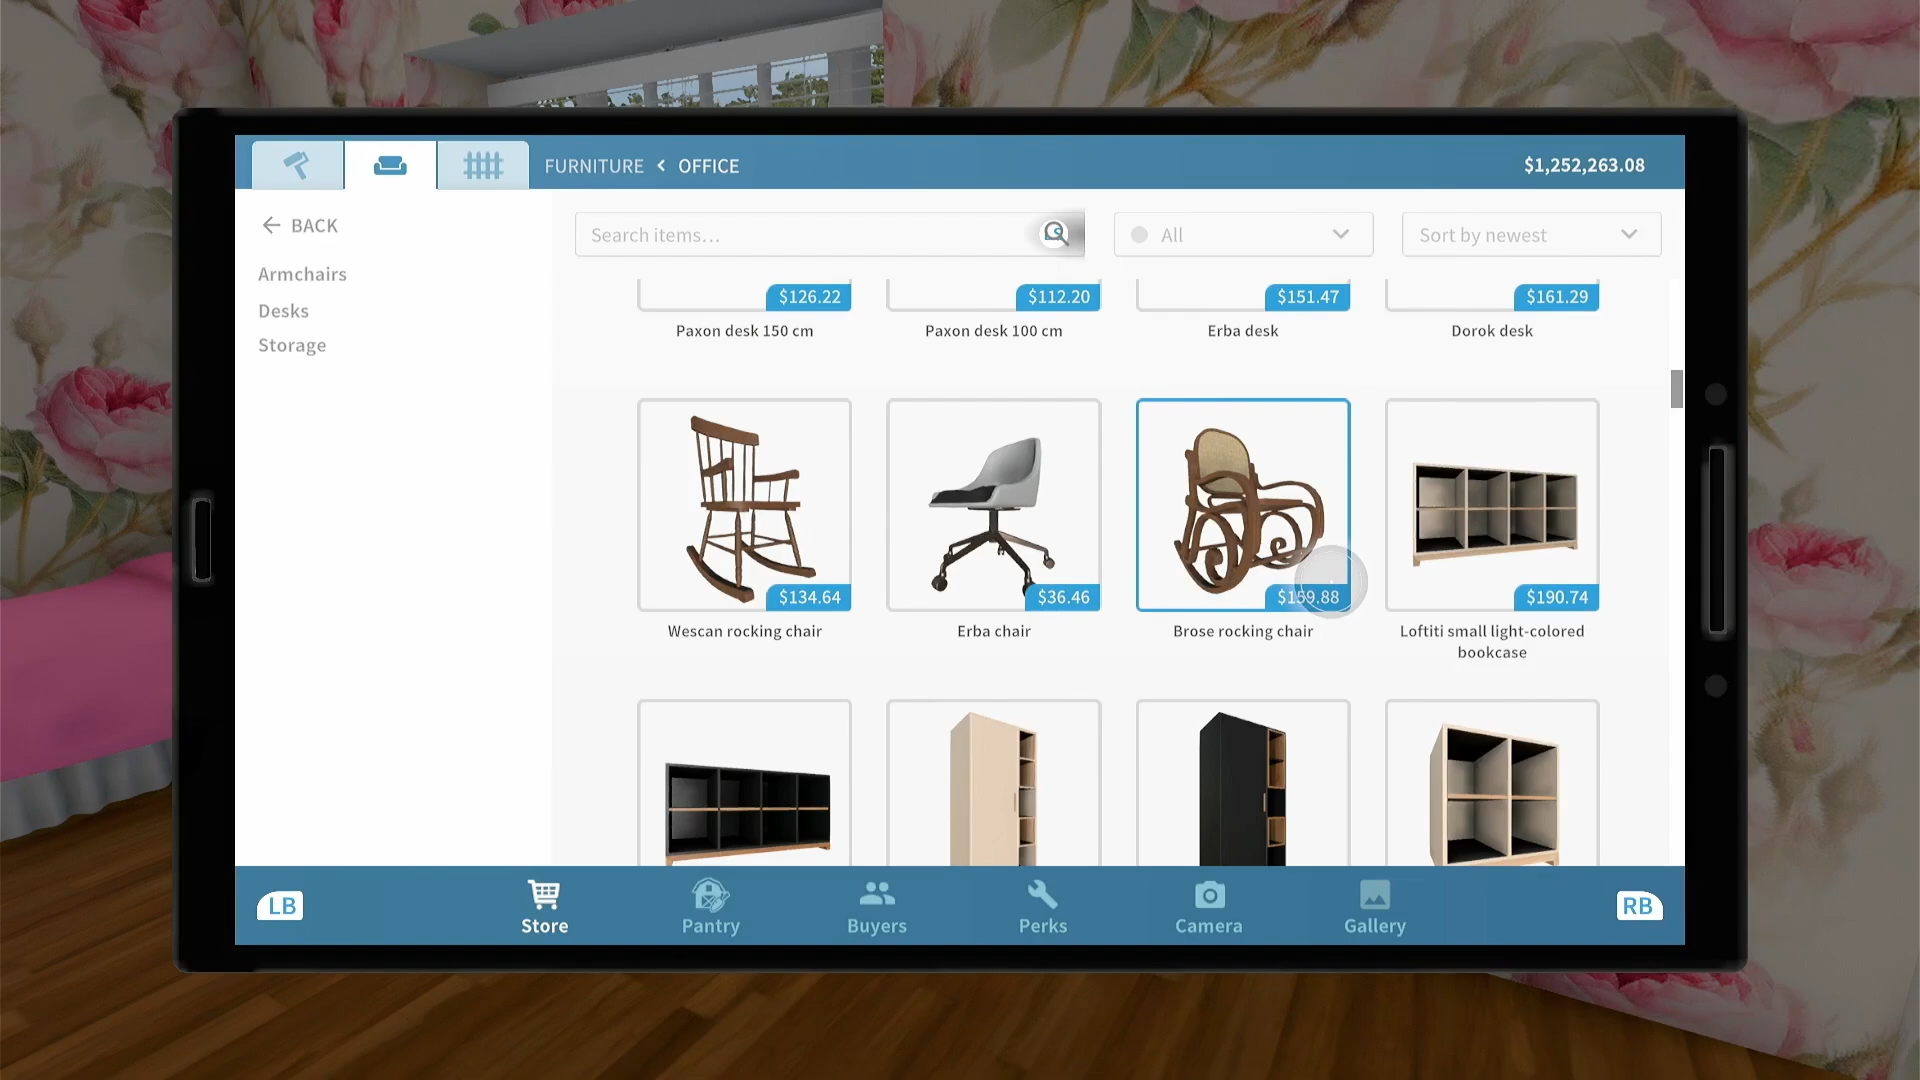 FURNITURE < OFFICE
$1,252,263.08
← BACK
Armchairs
Desks
Storage
Search items...
All
Sort by newest
$126.22
$112.20
$151.47
$161.29
Paxon desk 150 cm
Paxon desk 100 cm
Erba desk
Dorok desk
$134.64
$36.46
$159.88
$190.74
Wescan rocking chair
Erba chair
Brose rocking chair
Loftiti small light-colored
bookcase
LB
Store
Pantry
Buyers
Perks
Camera
Gallery
RB